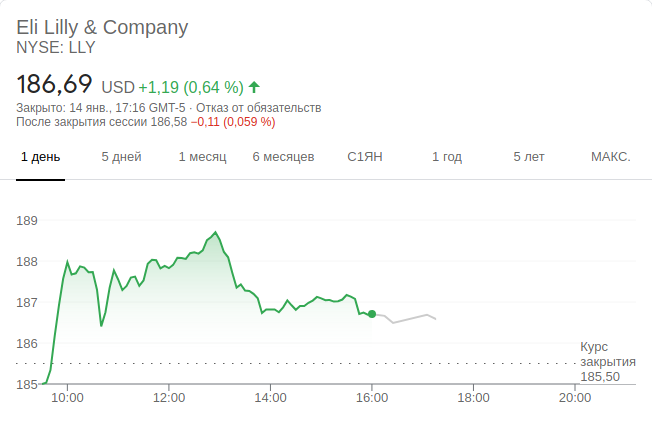 Eli Lilly & Company
NYSE: LLY
186,69 USD +1,19 (0,64 %)
Закрыто: 14 янв., 17:16 GMT-5 · Отказ от обязательств
После закрытия сессии 186,58 −0,11 (0,059 %)
1 день 5 дней 1 месяц 6 месяцев С1ЯН 1 год 5 лет МАКС.
189
188
187
186
Курс
закрытия
185,50
185
10:00 12:00 14:00 16:00 18:00 20:00